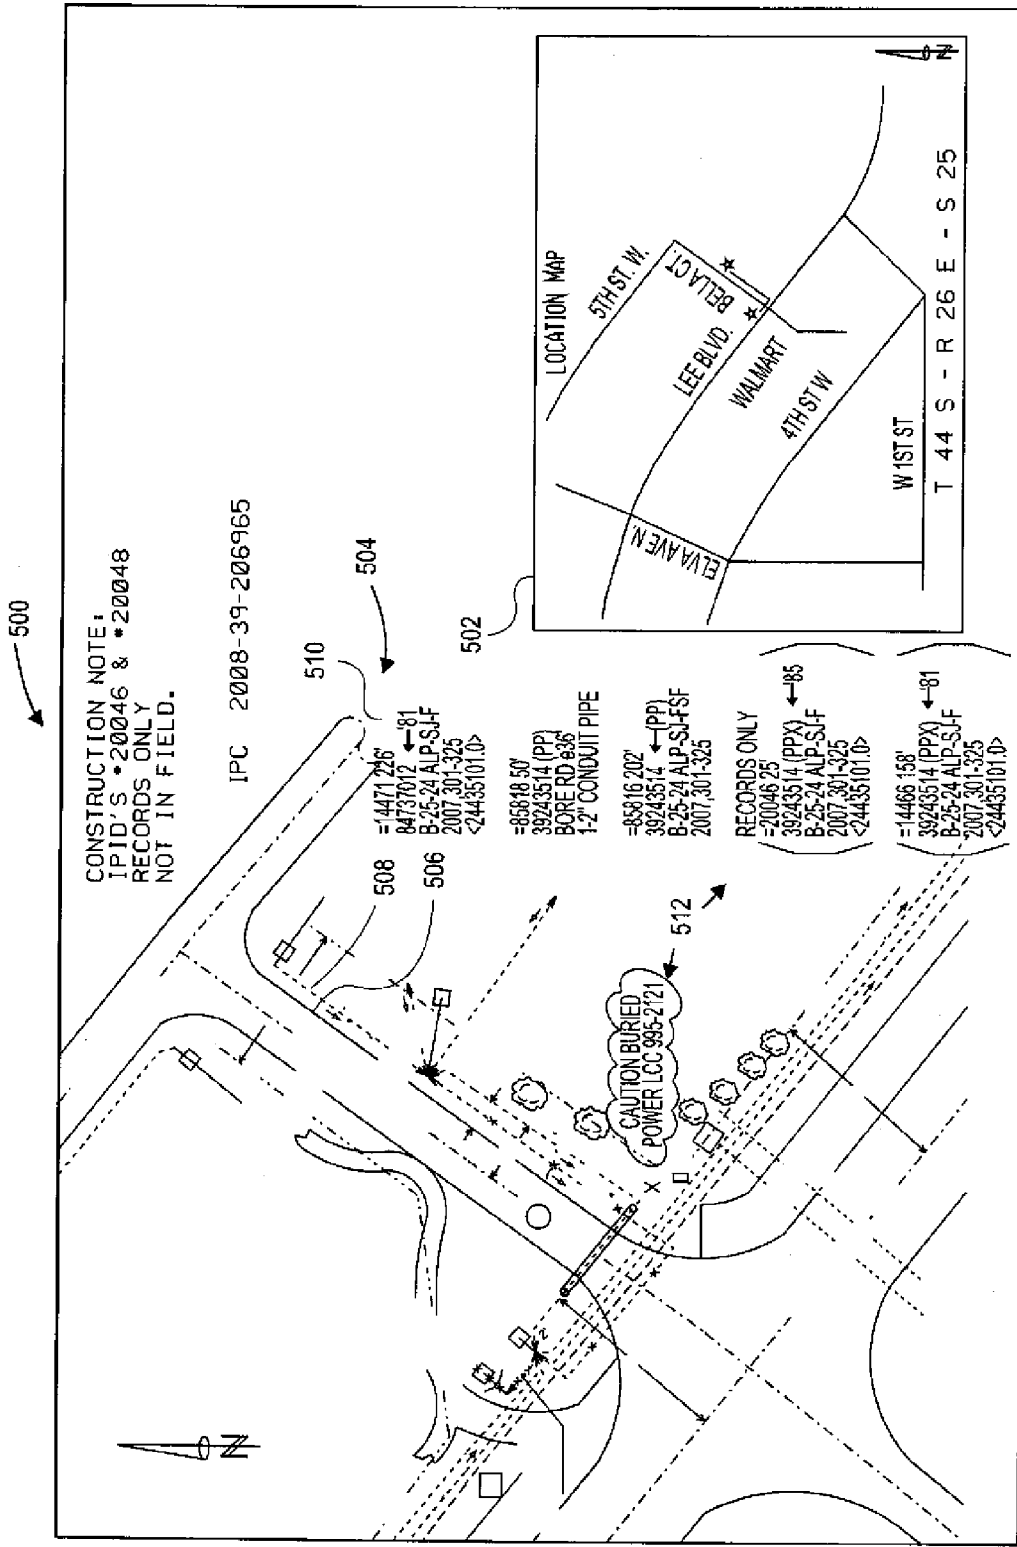 500
CONSTRUCTION NOTE:
IPID'S *20046 & *20048
RECORDS ONLY
NOT IN FIELD.
IPC 2008-39-206965
510
504
508
506
=14471 226'
84737012 '81
B-25-24 ALP-SJ-F
2007,301-325
<24435101.0>
=85818 50'
39243514 (PP)
BORE RD @36"
1-2" CONDUIT PIPE
=85816 202'
39243514 (PP)
B-25-24 ALP-SJ-FSF
2007,301-325
RECORDS ONLY
=20046 25'
39243514 (PPX) '85
B-25-24 ALP-SJ-F
2007,301-325
<24435101.0>
=14466 158'
39243514 (PPX) '81
B-25-24 ALP-SJ-F
2007,301-325
<24435101.0>
512
CAUTION BURIED
POWER LCC 995-2121
N
502
LOCATION MAP
5TH ST. W.
BELLA CT.
LEE BLVD.
WALMART
4TH ST W
ELVA AVE N.
W 1ST ST
T 44 S - R 26 E - S 25
N